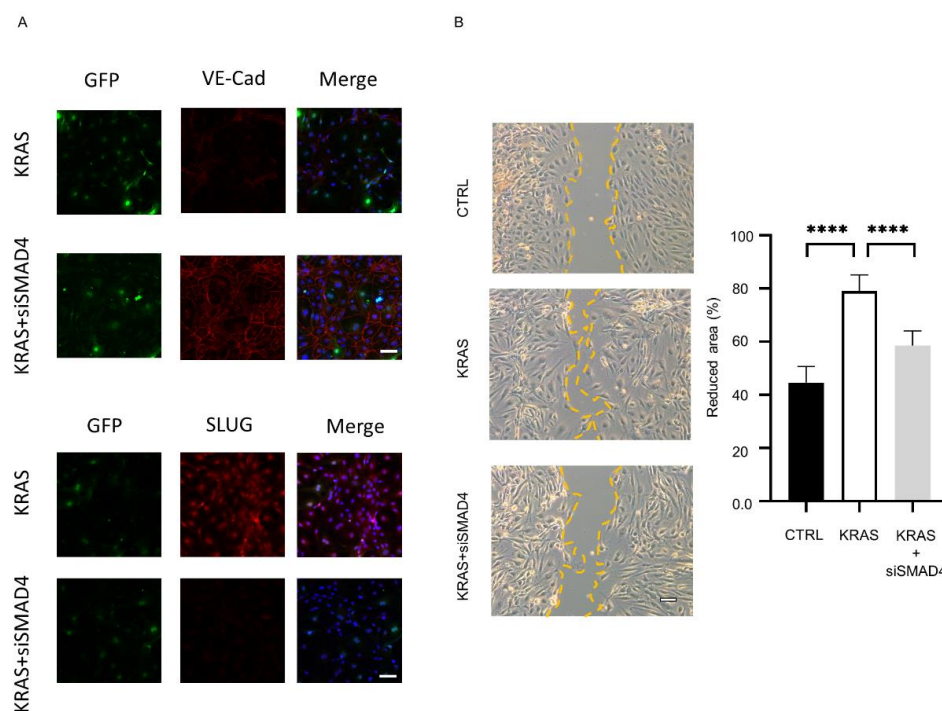 A
GFP VE-Cad Merge
KRAS
KRAS+siSMAD4
GFP SLUG Merge
KRAS
KRAS+siSMAD4
B
CTRL
KRAS
KRAS+siSMAD4
Reduced area (%)
100
80
60
40
20
0.0
**** ****
CTRL KRAS KRAS
+
siSMAD4